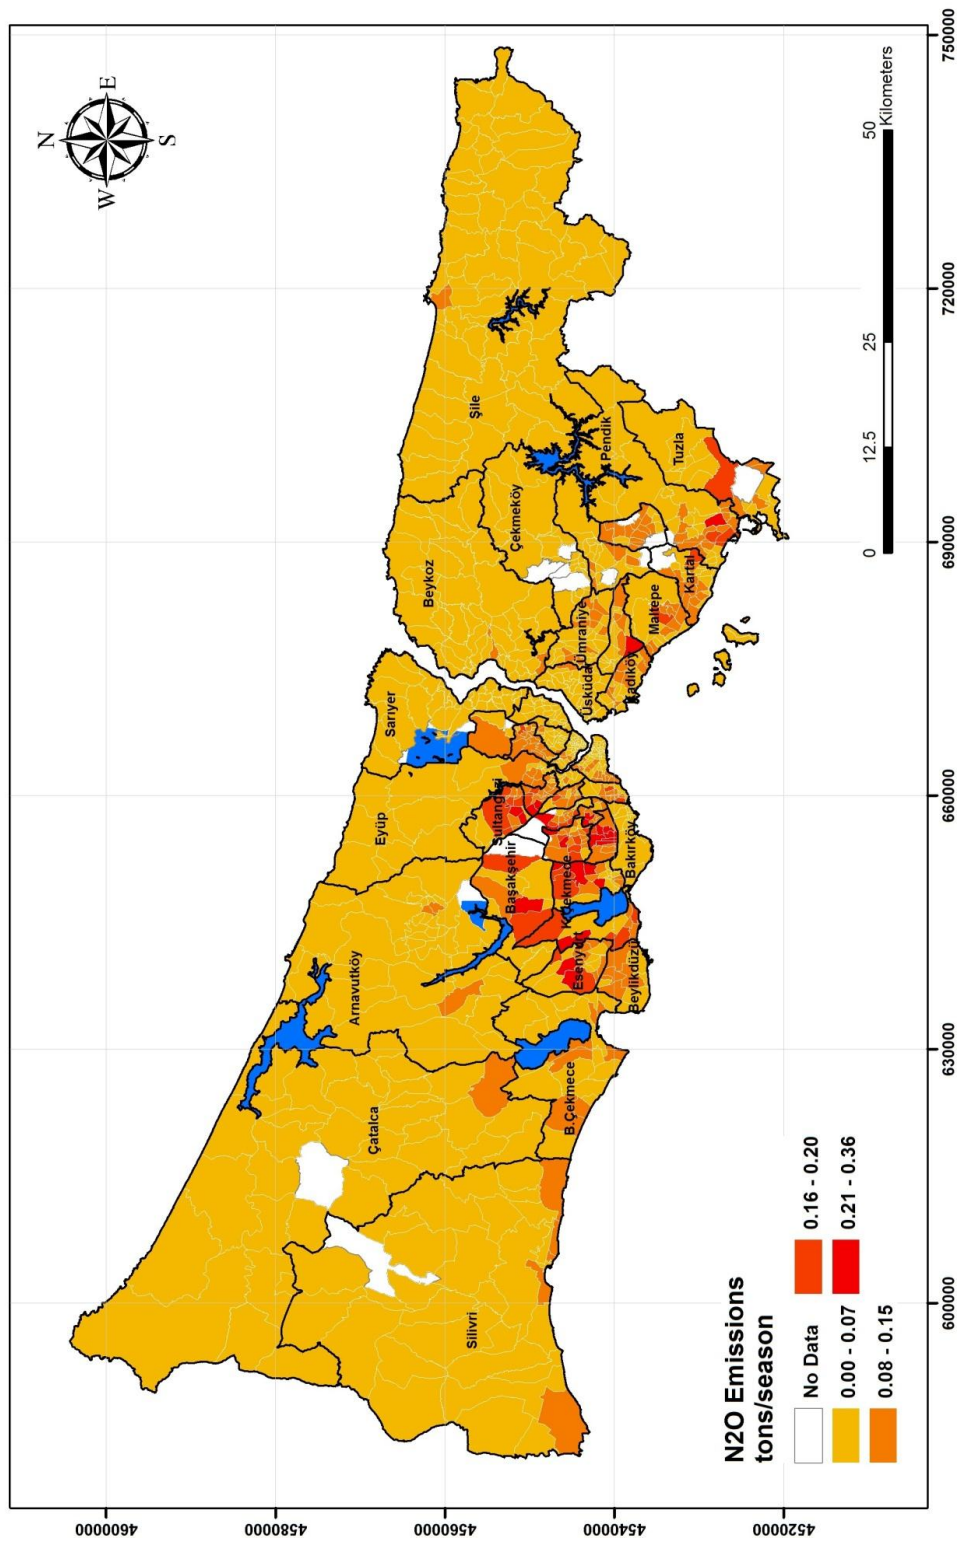 N
W
E
S
4600000
4580000
4560000
4540000
4520000
600000
630000
660000
690000
720000
750000
Silivri
Çatalca
B.Çekmece
Arnavutköy
Eyüp
Sarıyer
Sultangazi
Başakşehir
K.Çekmece
Esenyurt
Beylikdüzü
Bakırköy
Beykoz
Çekmeköy
Şile
Üsküdar
Ümraniye
Kadıköy
Maltepe
Kartal
Pendik
Tuzla
N2O Emissions
tons/season
No Data
0.00 - 0.07
0.08 - 0.15
0.16 - 0.20
0.21 - 0.36
0
12.5
25
50
Kilometers